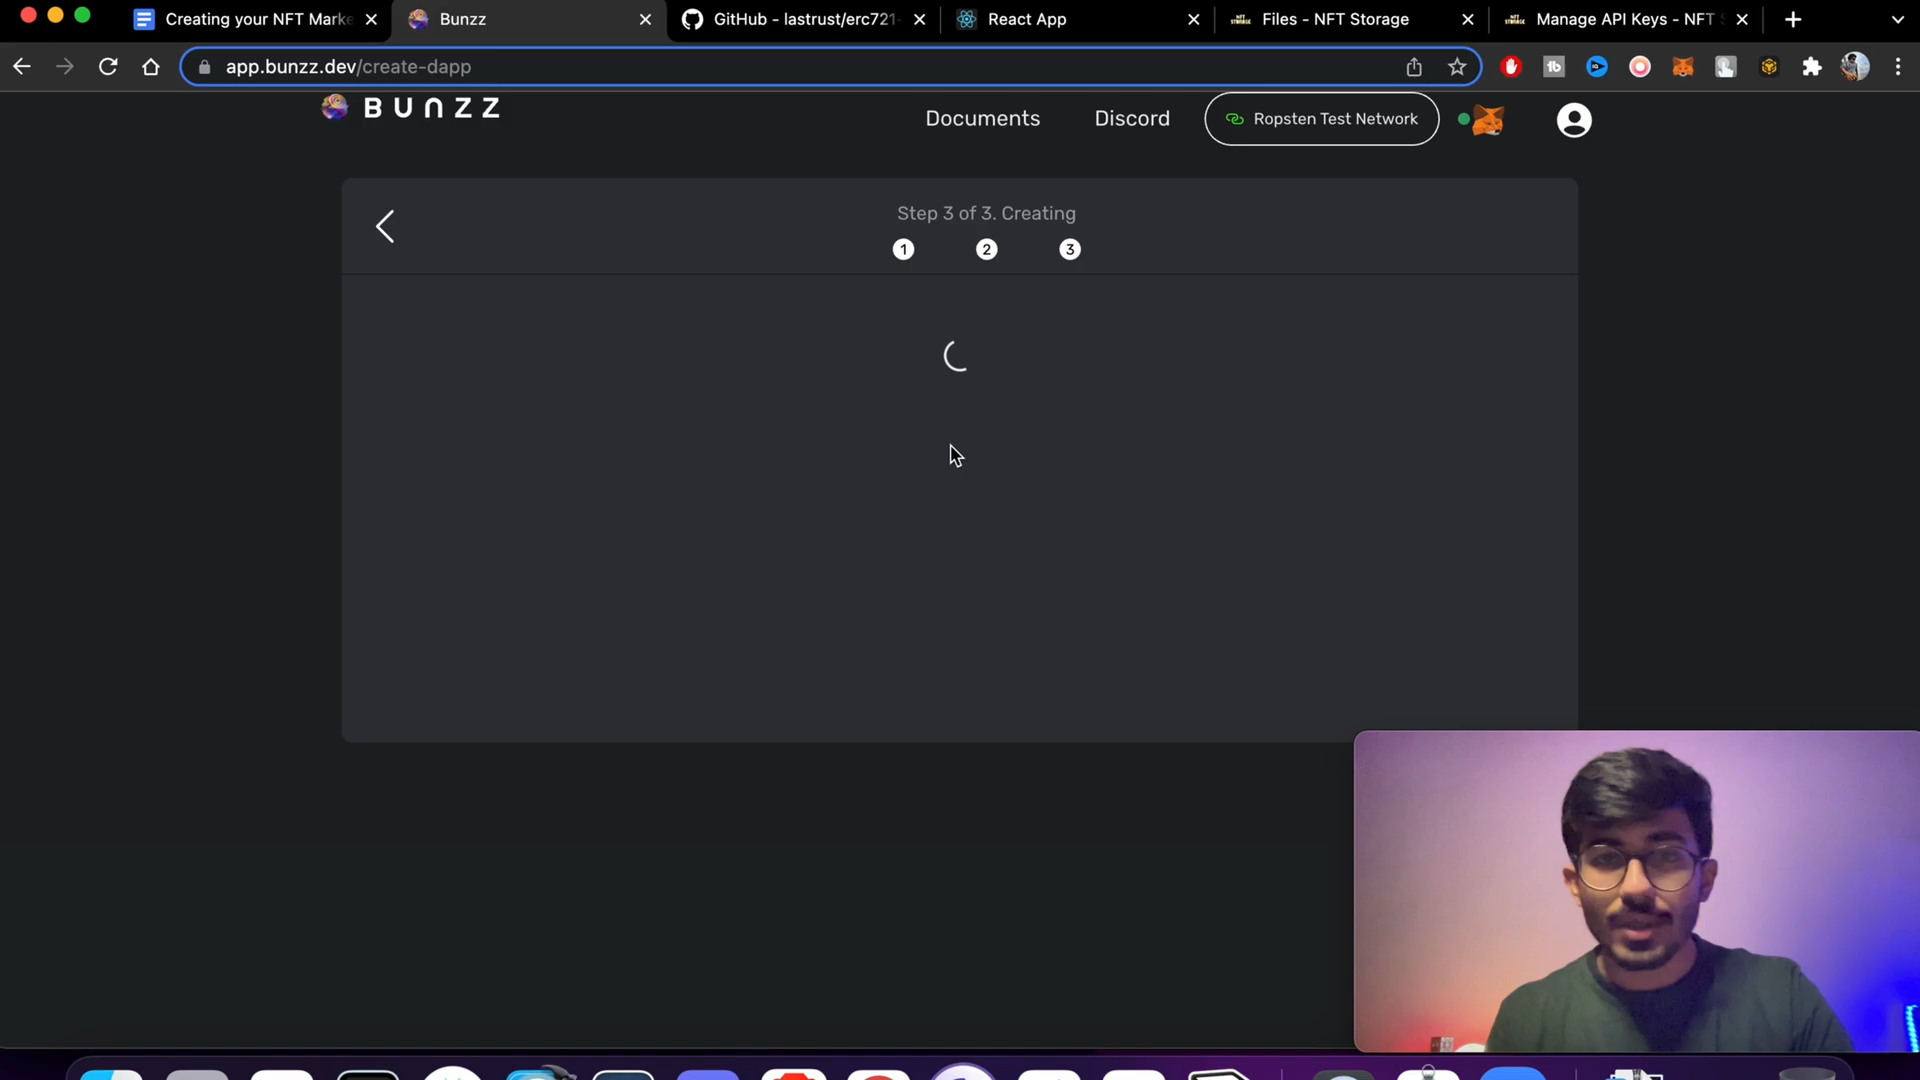 Creating your NFT Marke
Bunzz
GitHub - lastrust/erc721-
React App
Files - NFT Storage
Manage API Keys - NFT S
app.bunzz.dev/create-dapp
BUNZZ
Documents
Discord
Ropsten Test Network
Step 3 of 3. Creating
1 2 3